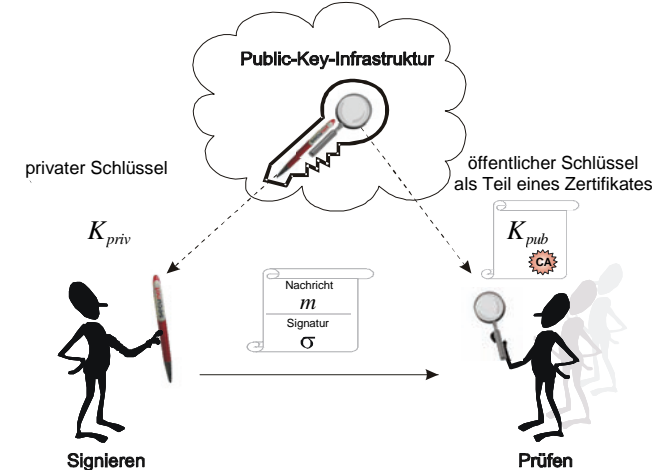 Public-Key-Infrastruktur
privater Schlüssel
öffentlicher Schlüssel
als Teil eines Zertifikates
K_priv
K_pub
CA
Nachricht
m
Signatur
σ
Signieren
Prüfen